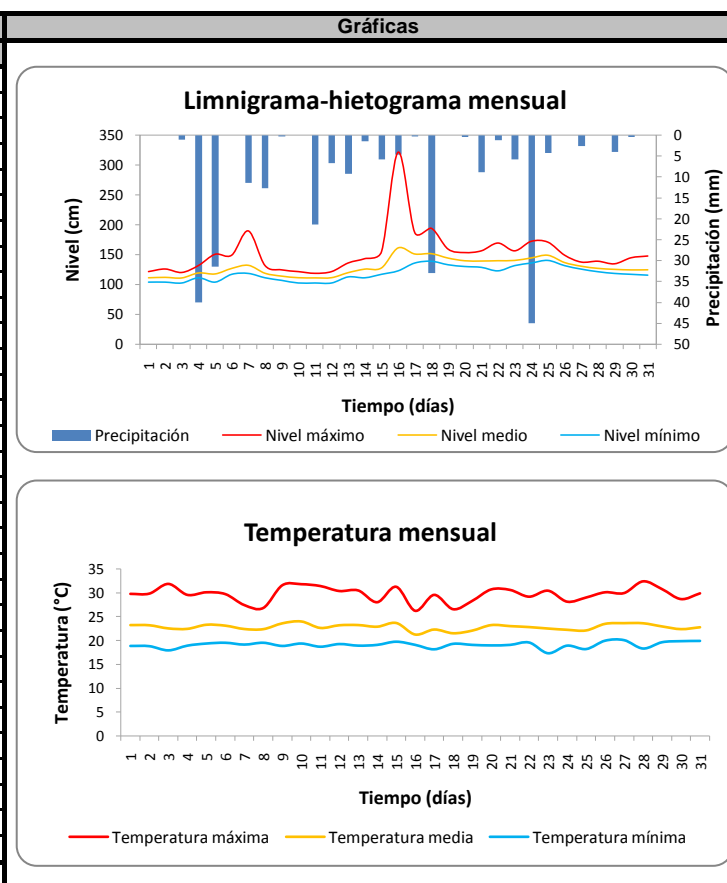 Gráficas
Limnigrama-hietograma mensual
350
300
250
200
150
100
50
0
Nivel (cm)
0
5
10
15
20
25
30
35
40
45
50
Precipitación (mm)
1 2 3 4 5 6 7 8 9 10 11 12 13 14 15 16 17 18 19 20 21 22 23 24 25 26 27 28 29 30 31
Tiempo (días)
Precipitación Nivel máximo Nivel medio Nivel mínimo
Temperatura mensual
35
30
25
20
15
10
5
0
Temperatura (°C)
1 2 3 4 5 6 7 8 9 10 11 12 13 14 15 16 17 18 19 20 21 22 23 24 25 26 27 28 29 30 31
Tiempo (días)
Temperatura máxima Temperatura media Temperatura mínima